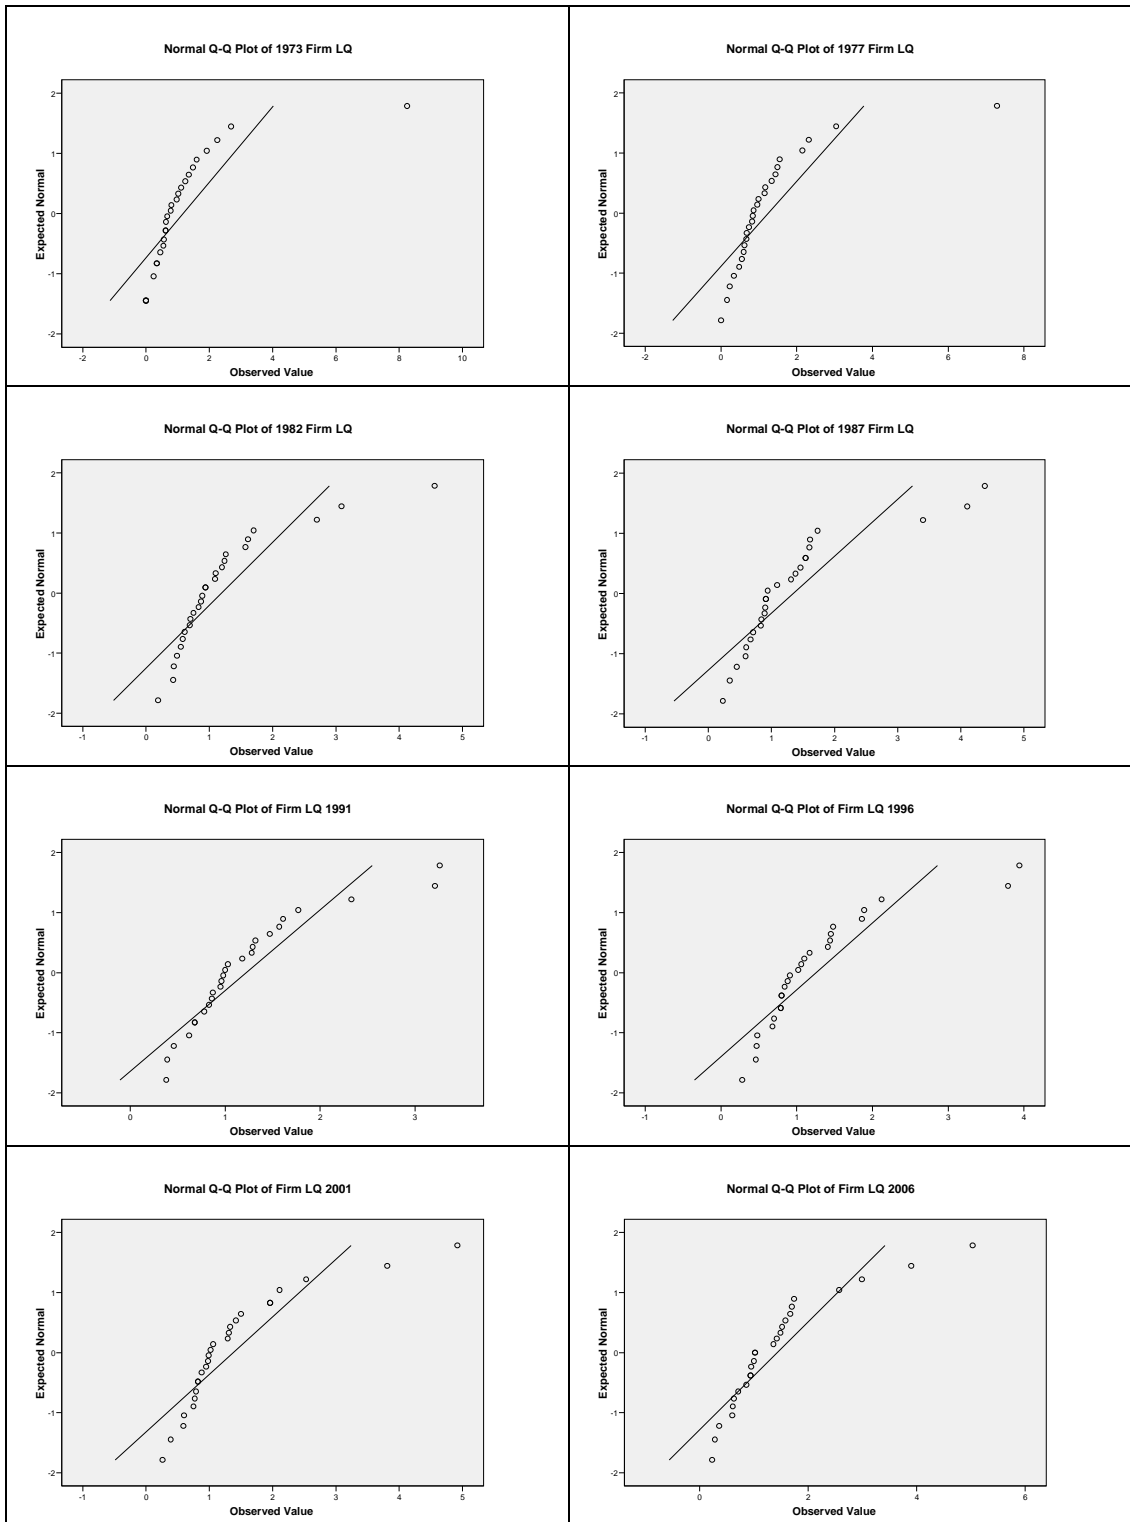 Normal Q-Q Plot of 1973 Firm LQ
2
1
0
-1
-2
Expected Normal
-2 0 2 4 6 8 10
Observed Value
Normal Q-Q Plot of 1977 Firm LQ
2
1
0
-1
-2
Expected Normal
-2 0 2 4 6 8
Observed Value
Normal Q-Q Plot of 1982 Firm LQ
2
1
0
-1
-2
Expected Normal
-1 0 1 2 3 4 5
Observed Value
Normal Q-Q Plot of 1987 Firm LQ
2
1
0
-1
-2
Expected Normal
-1 0 1 2 3 4 5
Observed Value
Normal Q-Q Plot of Firm LQ 1991
2
1
0
-1
-2
Expected Normal
0 1 2 3
Observed Value
Normal Q-Q Plot of Firm LQ 1996
2
1
0
-1
-2
Expected Normal
-1 0 1 2 3 4
Observed Value
Normal Q-Q Plot of Firm LQ 2001
2
1
0
-1
-2
Expected Normal
-1 0 1 2 3 4 5
Observed Value
Normal Q-Q Plot of Firm LQ 2006
2
1
0
-1
-2
Expected Normal
0 2 4 6
Observed Value